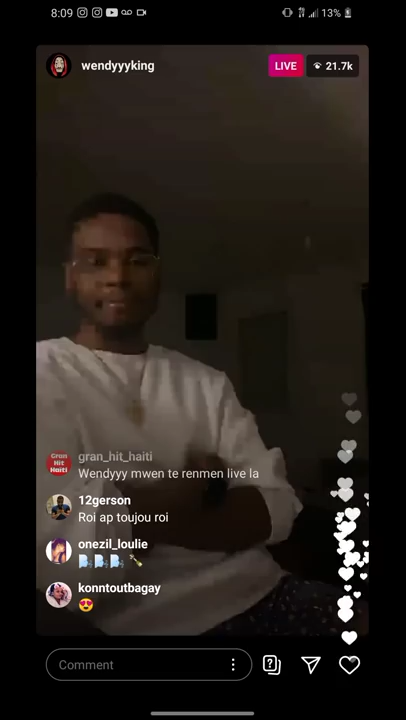 8:09
13%
wendyyyking
LIVE
21.7k
Gran
Hit
Haïti
gran_hit_haiti
Wendyyy mwen te renmen live la
12gerson
Roi ap toujou roi
onezil_loulie
konntoutbagay
Comment